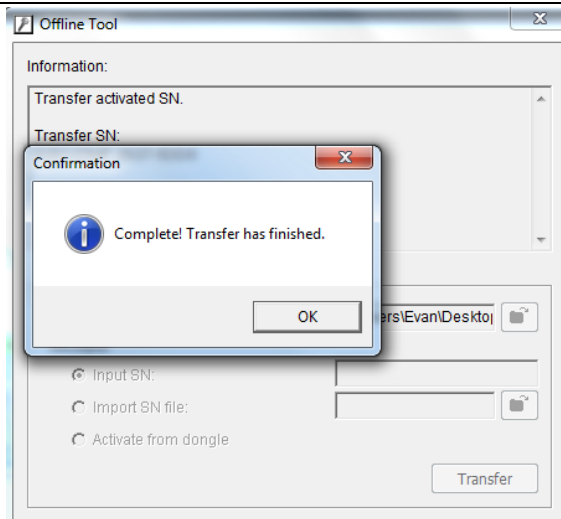 Offline Tool
Information:
Transfer activated SN.
Transfer SN:
Confirmation
Complete! Transfer has finished.
OK
ers\Evan\Desktop
Input SN:
Import SN file:
Activate from dongle
Transfer